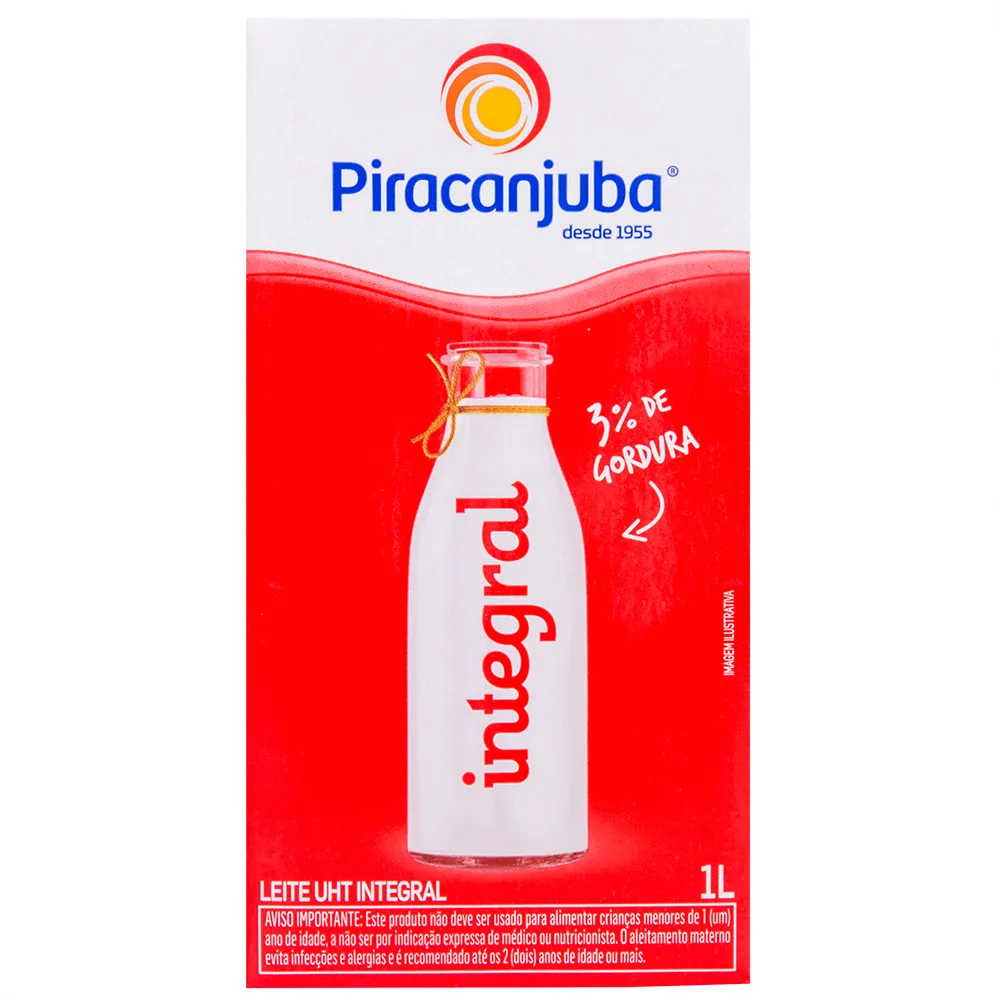 Piracanjuba®
desde 1955
3% DE
GORDURA
integral
IMAGEM ILUSTRATIVA
LEITE UHT INTEGRAL
1L
AVISO IMPORTANTE: Este produto não deve ser usado para alimentar crianças menores de 1 (um)
ano de idade, a não ser por indicação expressa de médico ou nutricionista. O aleitamento materno
evita infecções e alergias e é recomendado até os 2 (dois) anos de idade ou mais.